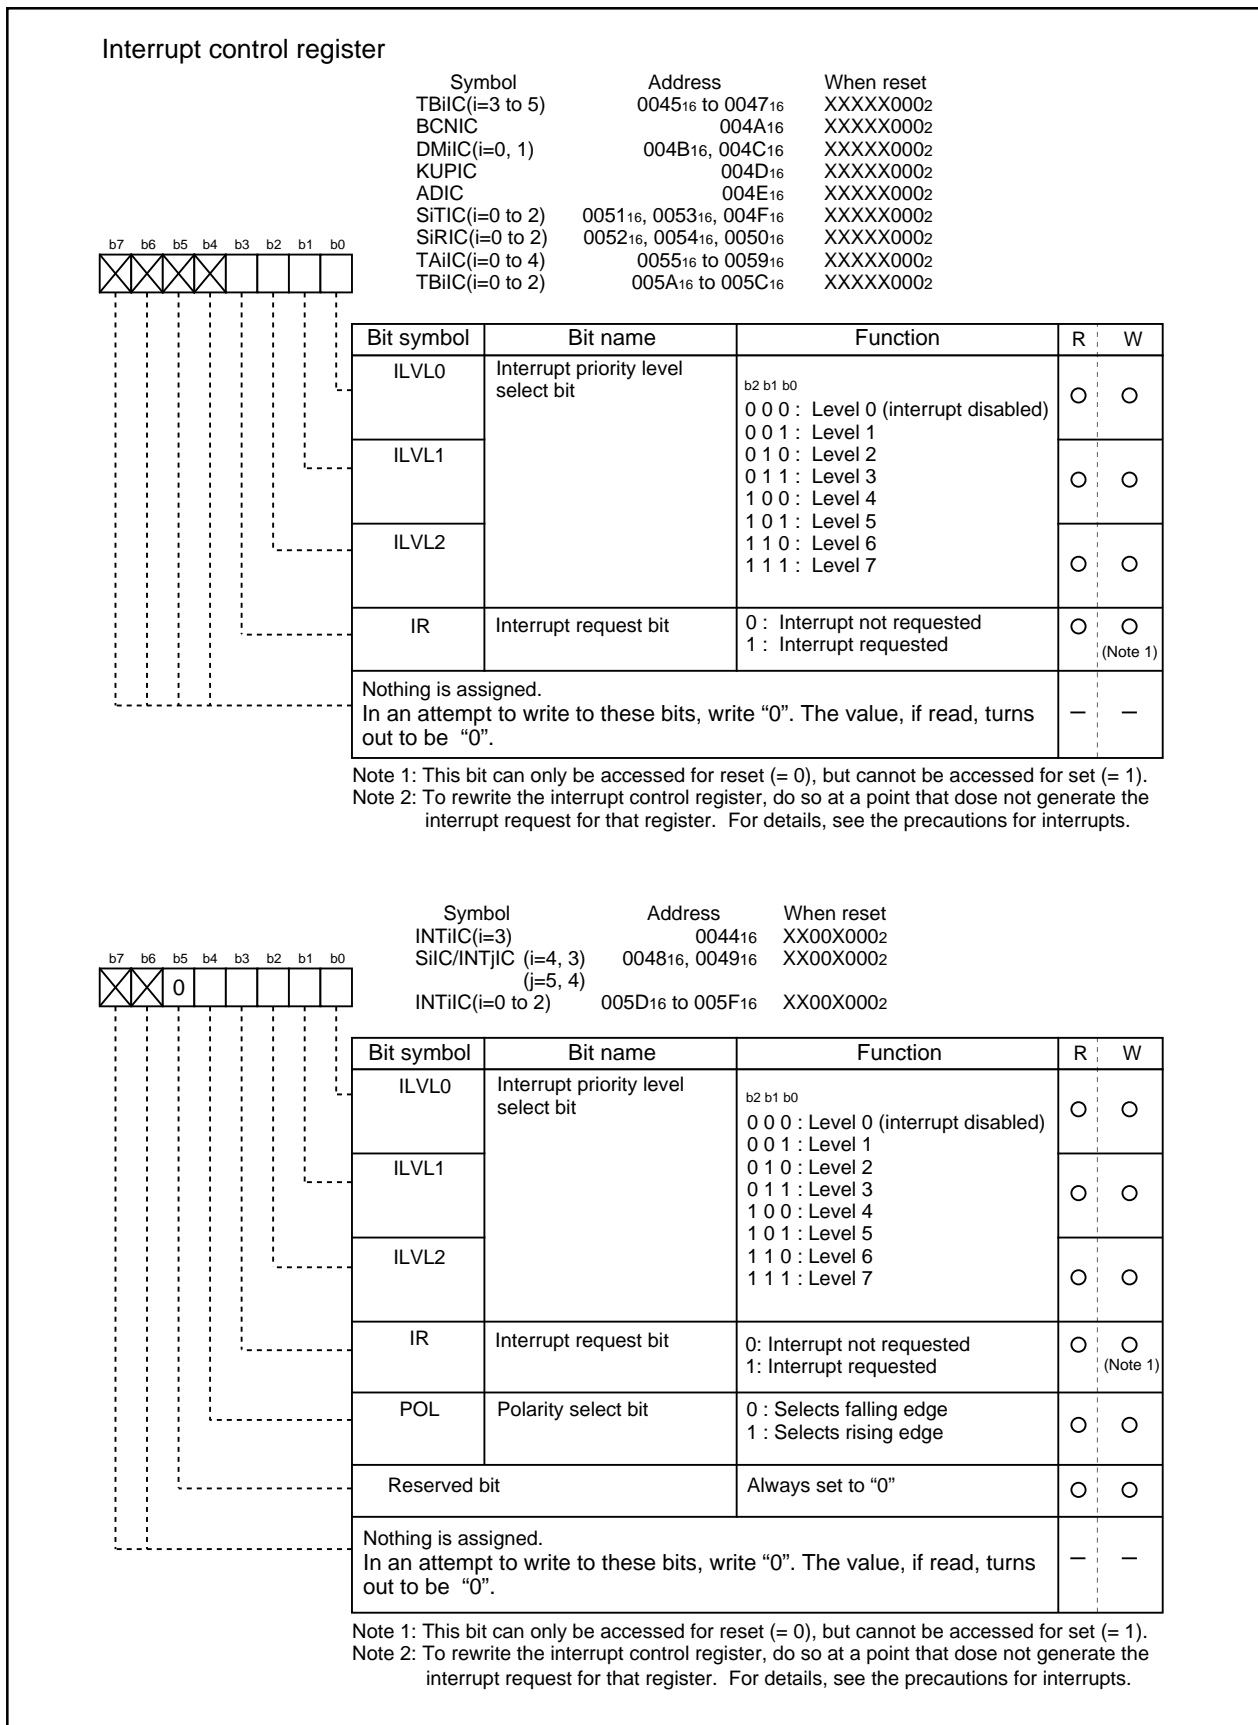 Interrupt control register
Symbol Address When reset
TBiIC(i=3 to 5) 004516 to 004716 XXXXX0002
BCNIC 004A16 XXXXX0002
DMiIC(i=0, 1) 004B16, 004C16 XXXXX0002
KUPIC 004D16 XXXXX0002
ADIC 004E16 XXXXX0002
SiTIC(i=0 to 2) 005116, 005316, 004F16 XXXXX0002
SiRIC(i=0 to 2) 005216, 005416, 005016 XXXXX0002
TAiIC(i=0 to 4) 005516 to 005916 XXXXX0002
TBiIC(i=0 to 2) 005A16 to 005C16 XXXXX0002
b7 b6 b5 b4 b3 b2 b1 b0
Bit symbol Bit name Function R W
ILVL0 Interrupt priority level
select bit
b2 b1 b0
0 0 0 : Level 0 (interrupt disabled)
0 0 1 : Level 1
ILVL1 0 1 0 : Level 2
0 1 1 : Level 3
1 0 0 : Level 4
1 0 1 : Level 5
ILVL2 1 1 0 : Level 6
1 1 1 : Level 7
IR Interrupt request bit 0 : Interrupt not requested
1 : Interrupt requested
(Note 1)
Nothing is assigned.
In an attempt to write to these bits, write “0”. The value, if read, turns
out to be “0”.
Note 1: This bit can only be accessed for reset (= 0), but cannot be accessed for set (= 1).
Note 2: To rewrite the interrupt control register, do so at a point that dose not generate the
interrupt request for that register. For details, see the precautions for interrupts.
Symbol Address When reset
INTiIC(i=3) 004416 XX00X0002
SiIC/INTjIC (i=4, 3) 004816, 004916 XX00X0002
(j=5, 4)
INTiIC(i=0 to 2) 005D16 to 005F16 XX00X0002
b7 b6 b5 b4 b3 b2 b1 b0
0
Bit symbol Bit name Function R W
ILVL0 Interrupt priority level
select bit
b2 b1 b0
0 0 0 : Level 0 (interrupt disabled)
0 0 1 : Level 1
ILVL1 0 1 0 : Level 2
0 1 1 : Level 3
1 0 0 : Level 4
1 0 1 : Level 5
ILVL2 1 1 0 : Level 6
1 1 1 : Level 7
IR Interrupt request bit 0: Interrupt not requested
1: Interrupt requested
(Note 1)
POL Polarity select bit 0 : Selects falling edge
1 : Selects rising edge
Reserved bit Always set to “0”
Nothing is assigned.
In an attempt to write to these bits, write “0”. The value, if read, turns
out to be “0”.
Note 1: This bit can only be accessed for reset (= 0), but cannot be accessed for set (= 1).
Note 2: To rewrite the interrupt control register, do so at a point that dose not generate the
interrupt request for that register. For details, see the precautions for interrupts.